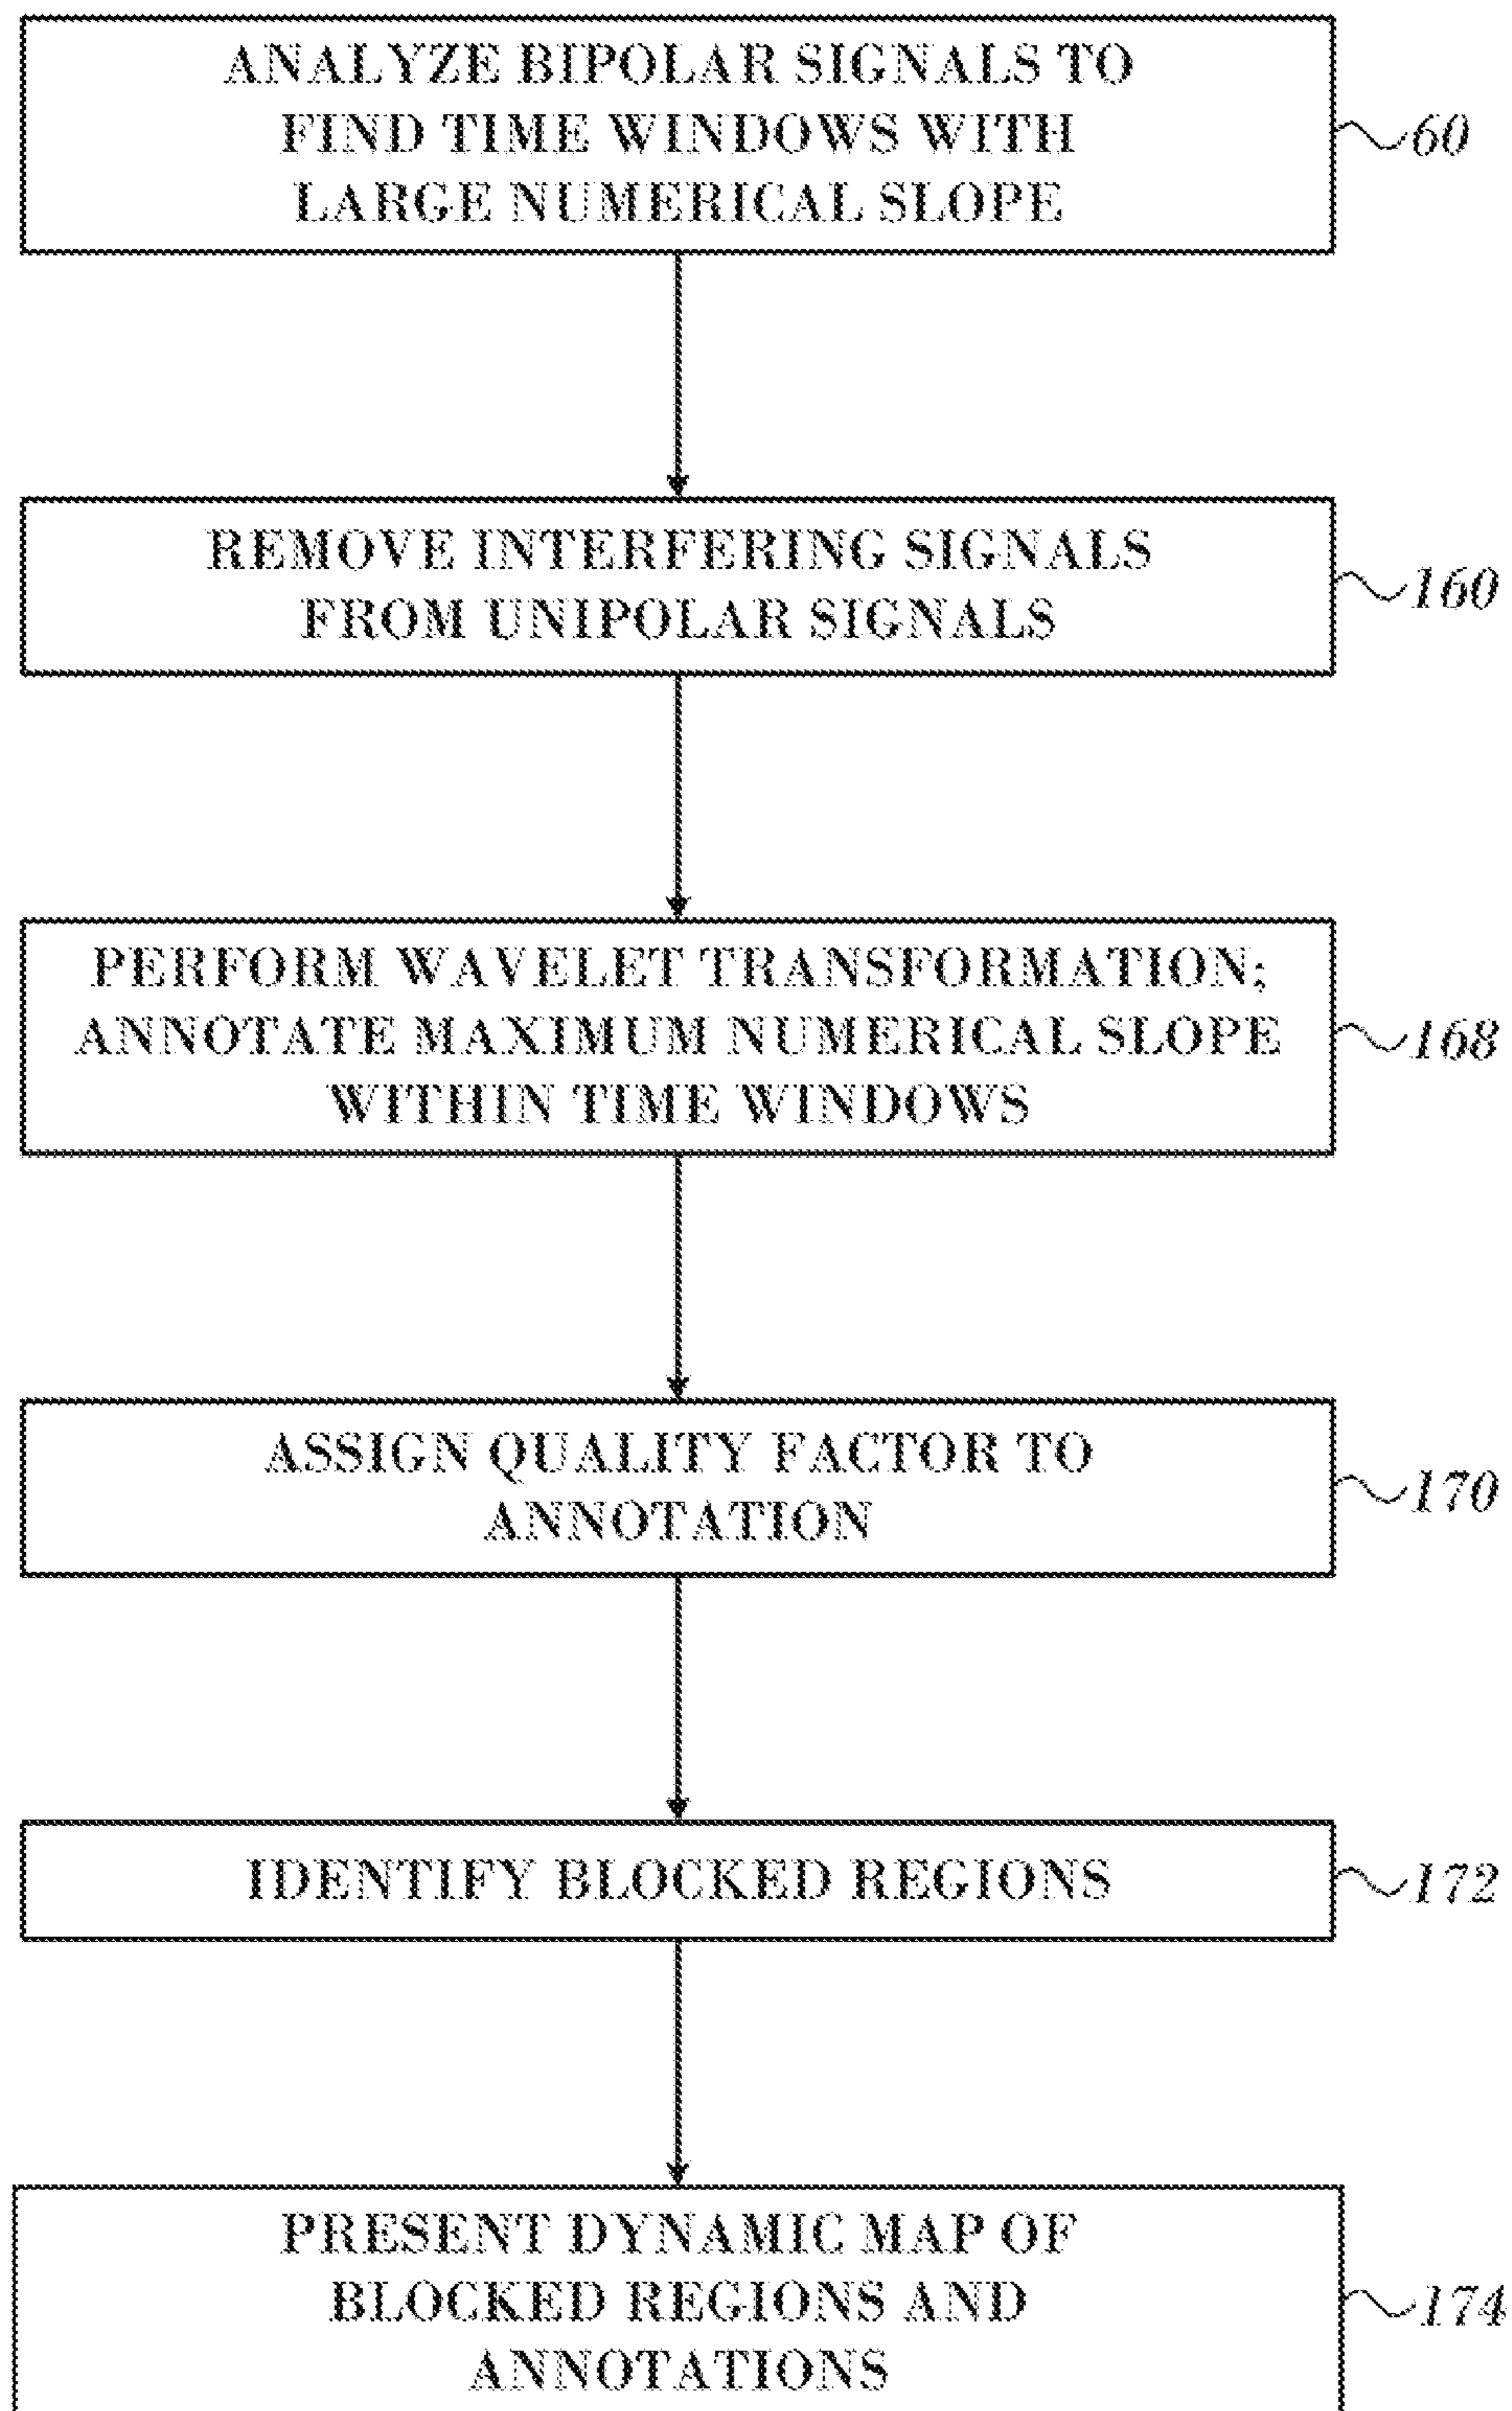 ANALYZE BIPOLAR SIGNALS TO
FIND TIME WINDOWS WITH
LARGE NUMERICAL SLOPE
60
REMOVE INTERFERING SIGNALS
FROM UNIPOLAR SIGNALS
160
PERFORM WAVELET TRANSFORMATION;
ANNOTATE MAXIMUM NUMERICAL SLOPE
WITHIN TIME WINDOWS
168
ASSIGN QUALITY FACTOR TO
ANNOTATION
170
IDENTIFY BLOCKED REGIONS
172
PRESENT DYNAMIC MAP OF
BLOCKED REGIONS AND
ANNOTATIONS
174